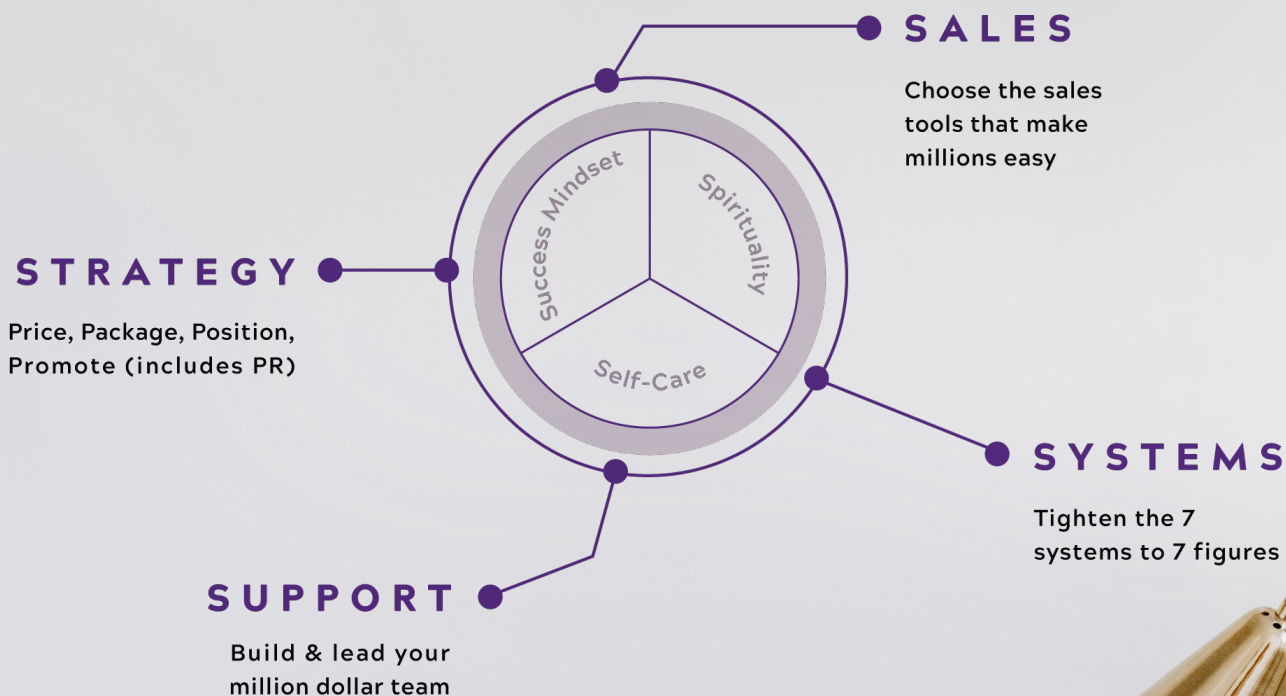 SALES
Choose the sales
tools that make
millions easy
Success Mindset
Spirituality
Self-Care
STRATEGY
Price, Package, Position,
Promote (includes PR)
SYSTEMS
Tighten the 7
systems to 7 figures
SUPPORT
Build & lead your
million dollar team